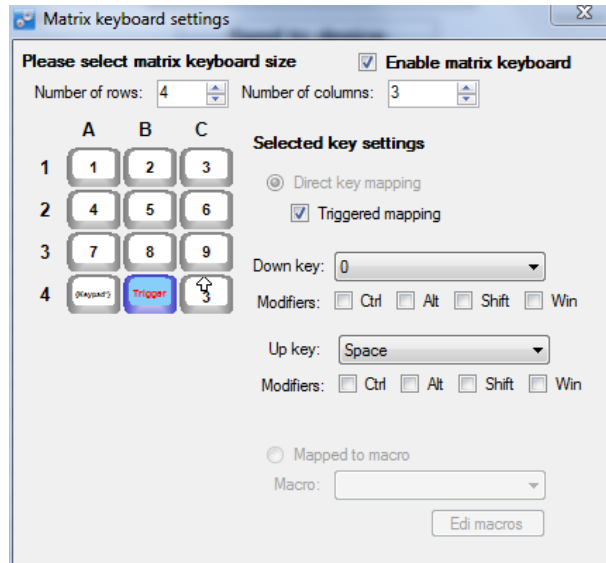 Matrix keyboard settings
Please select matrix keyboard size
Enable matrix keyboard
Number of rows: 4
Number of columns: 3
A B C
1 1 2 3
2 4 5 6
3 7 8 9
4 Trigger 3
Selected key settings
Direct key mapping
Triggered mapping
Down key: 0
Modifiers: Ctrl Alt Shift Win
Up key: Space
Modifiers: Ctrl Alt Shift Win
Mapped to macro
Macro:
Edi macros